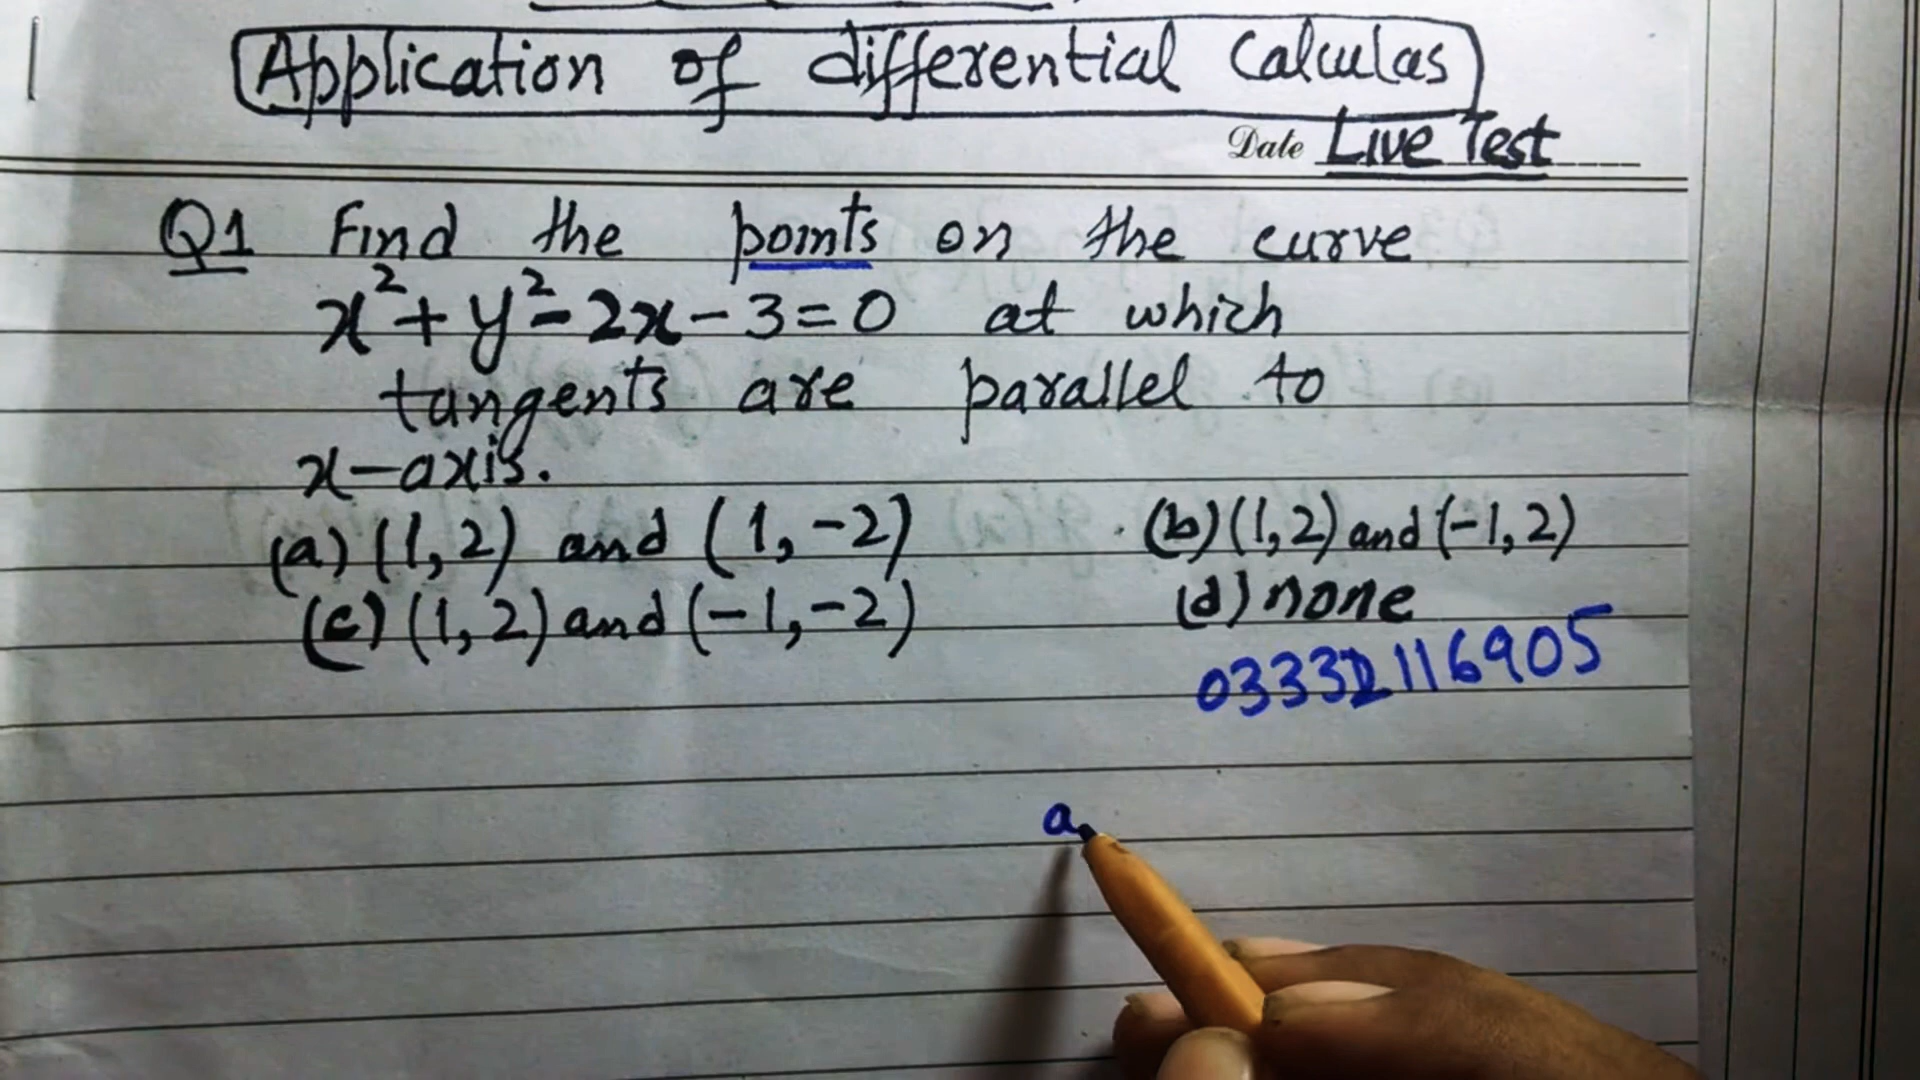 Application of differential Calculas
Date Live Test
Q1 Find the points on the curve
x²+y²-2x-3=0 at which
tangents are parallel to
x-axis.
(a) (1,2) and (1,-2) (b) (1,2) and (-1,2)
(c) (1,2) and (-1,-2) (d) none
a